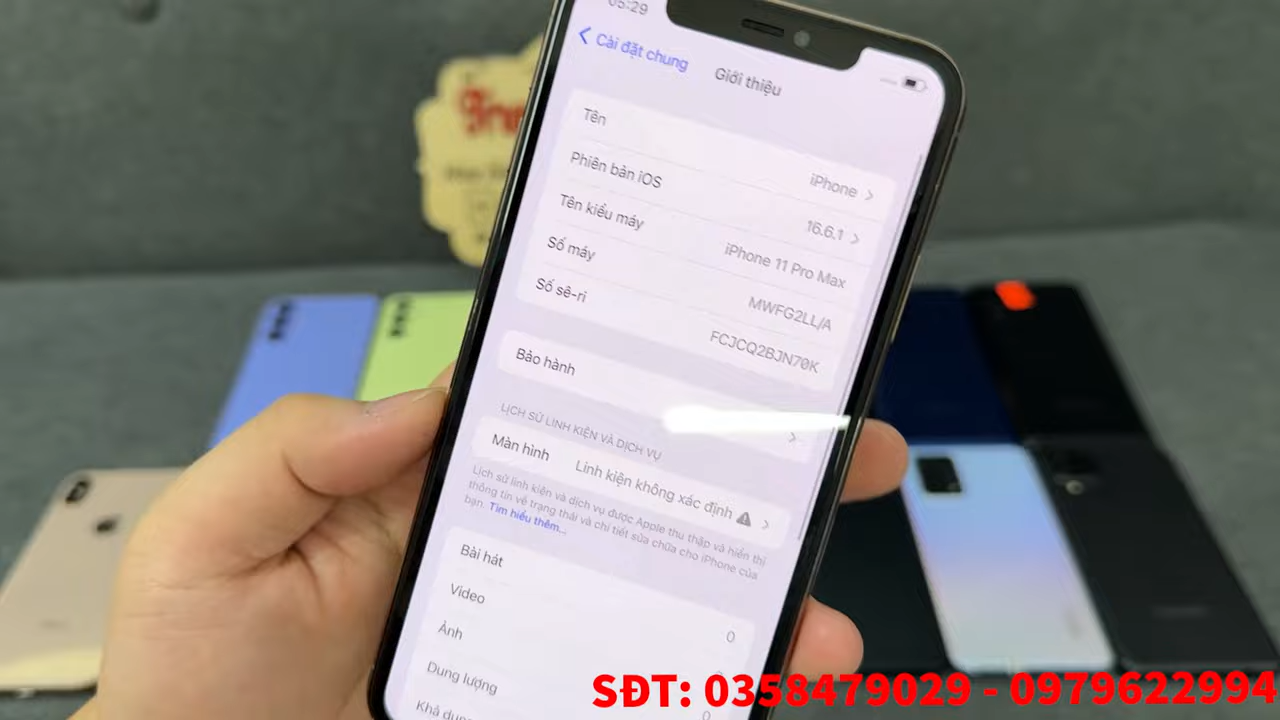 05:29
Cài đặt chung
Giới thiệu
Tên
iPhone
Phiên bản iOS
16.6.1
Tên kiểu máy
iPhone 11 Pro Max
Số máy
MWFG2LL/A
Số sê-ri
FCJCQ2BJN70K
Bảo hành
LỊCH SỬ LINH KIỆN VÀ DỊCH VỤ
Màn hình
Linh kiện không xác định
Lịch sử linh kiện và dịch vụ được Apple thu thập và hiển thị
thông tin về trạng thái và chi tiết sửa chữa cho iPhone của
bạn. Tìm hiểu thêm...
Bài hát
0
Video
Ảnh
0
Dung lượng
Khả dụng
SĐT: 0358479029 - 0979622994